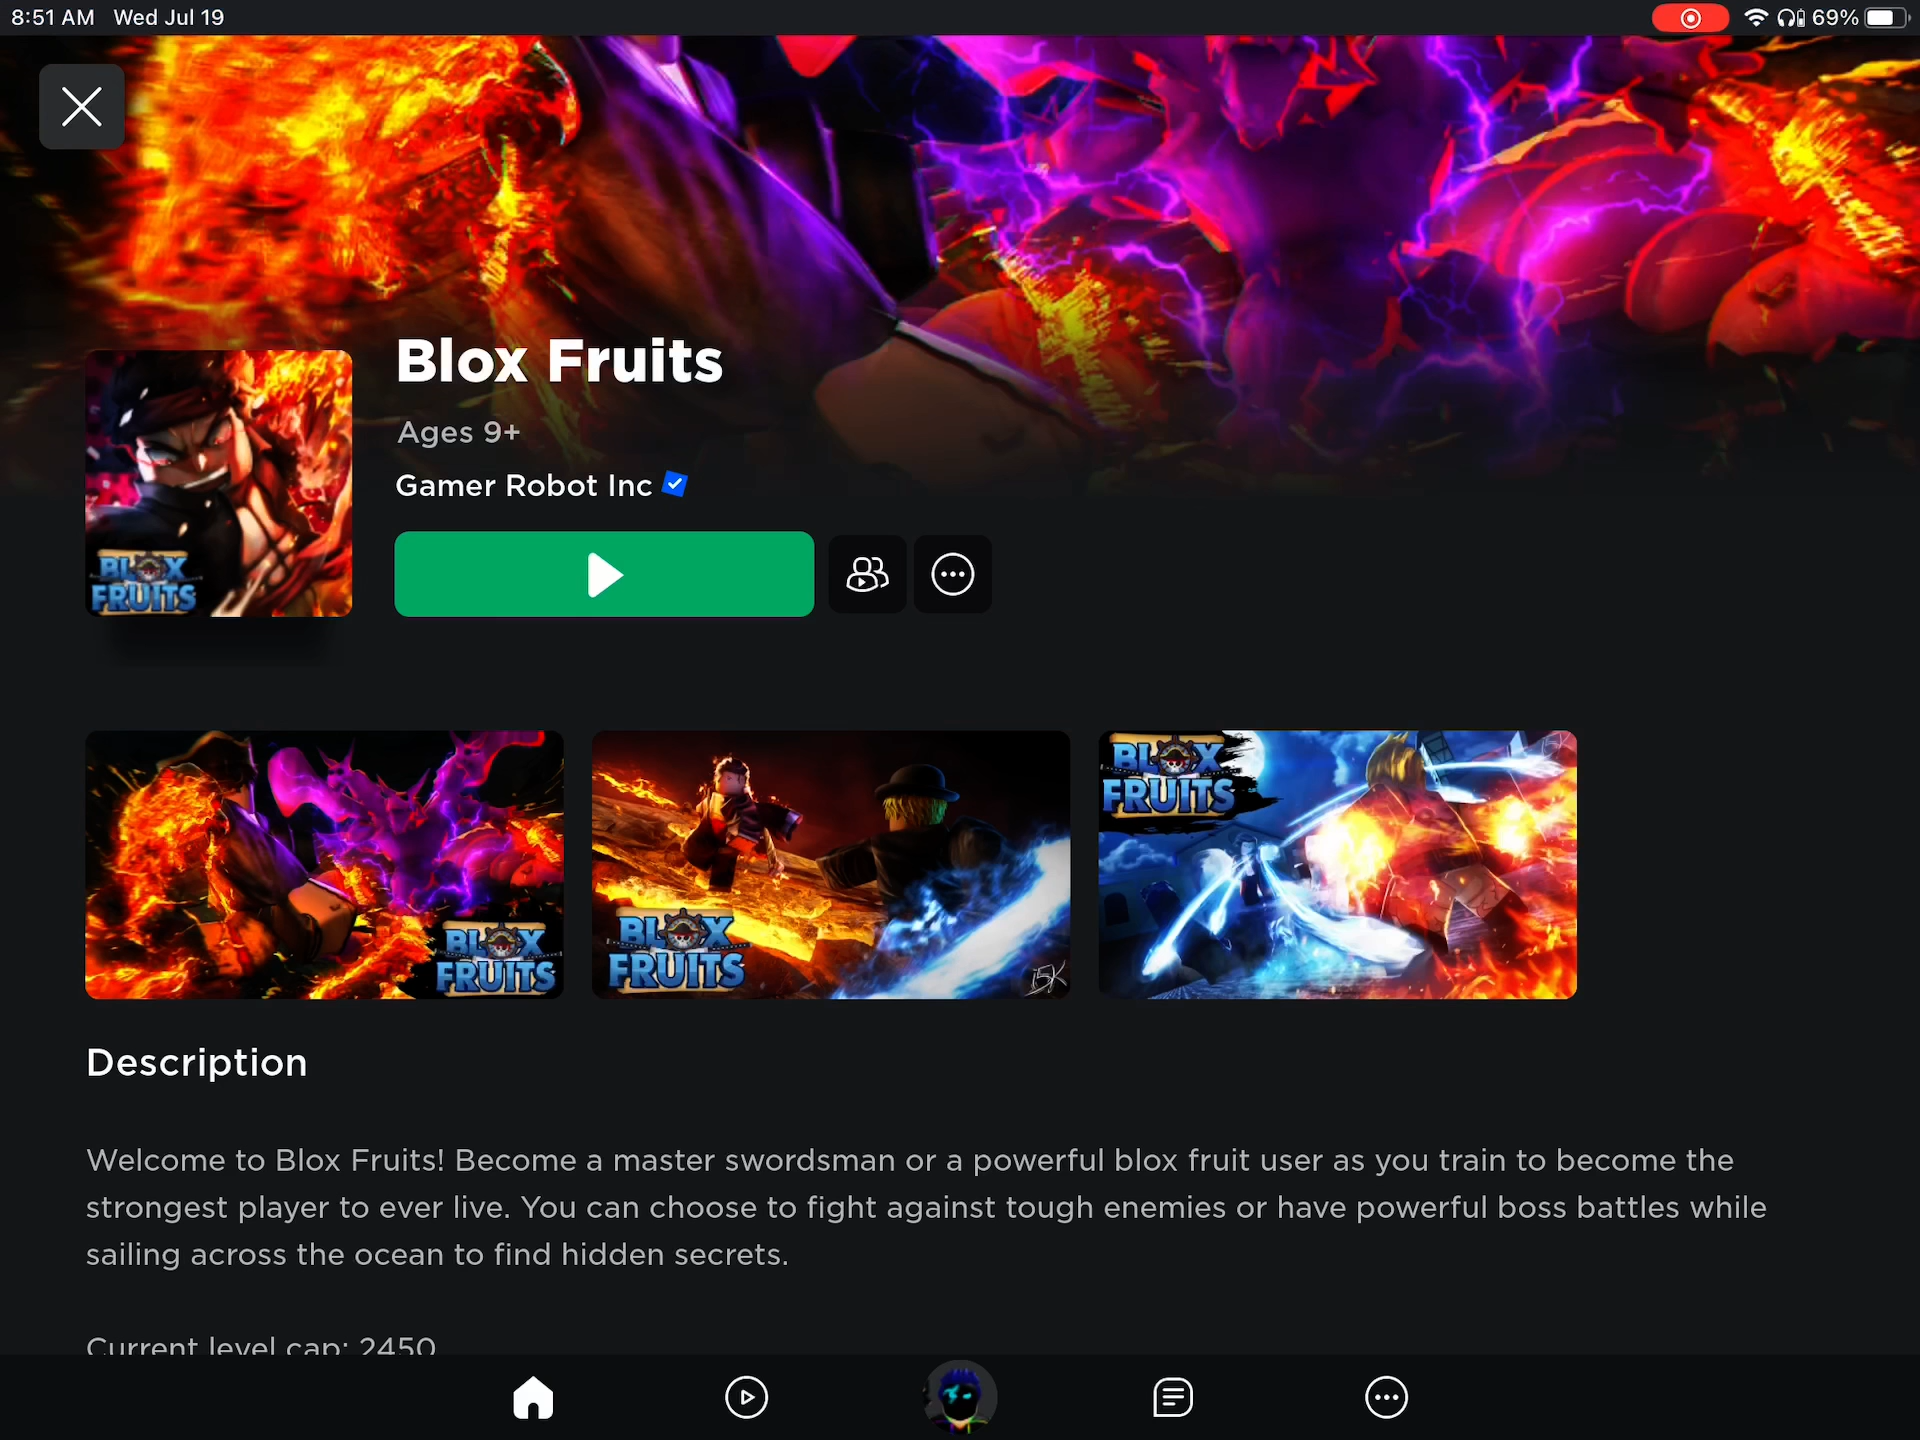 8:51 AM Wed Jul 19
69%
Blox Fruits
Ages 9+
Gamer Robot Inc
BLOX
FRUITS
BLOX
FRUITS
BLOX
FRUITS
BLOX
FRUITS
Description
Welcome to Blox Fruits! Become a master swordsman or a powerful blox fruit user as you train to become the
strongest player to ever live. You can choose to fight against tough enemies or have powerful boss battles while
sailing across the ocean to find hidden secrets.
Current level cap: 2450